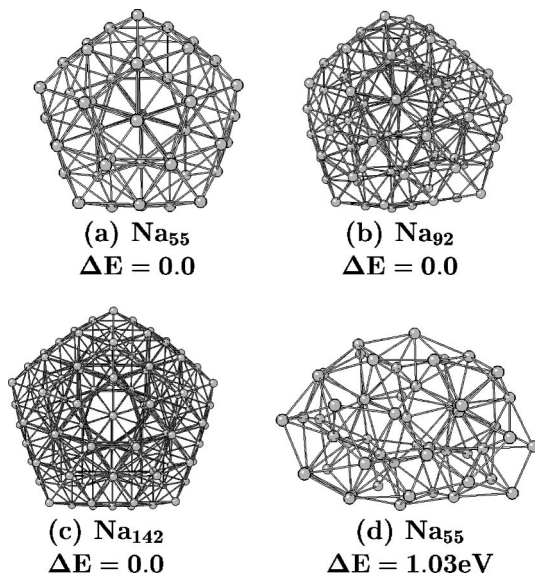 (a) Na₅₅
ΔE = 0.0
(b) Na₉₂
ΔE = 0.0
(c) Na₁₄₂
ΔE = 0.0
(d) Na₅₅
ΔE = 1.03eV